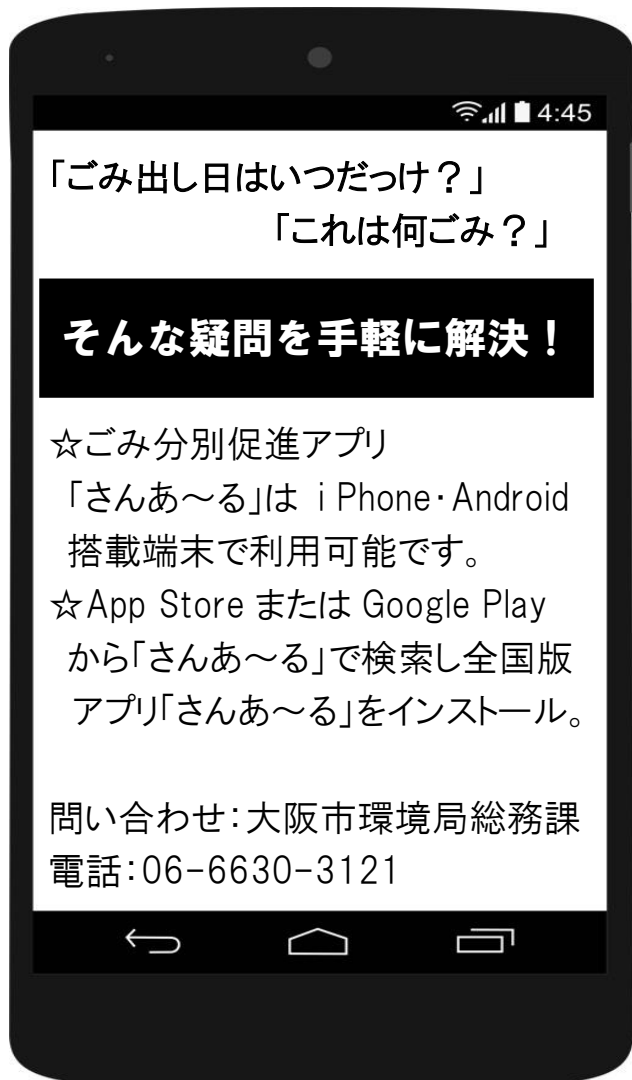 4:45
「ごみ出し日はいつだっけ？」
「これは何ごみ？」
そんな疑問を手軽に解決！
☆ごみ分別促進アプリ
「さんあ～る」は iPhone・Android
搭載端末で利用可能です。
☆App Store または Google Play
から「さんあ～る」で検索し全国版
アプリ「さんあ～る」をインストール。
問い合わせ：大阪市環境局総務課
電話：06-6630-3121